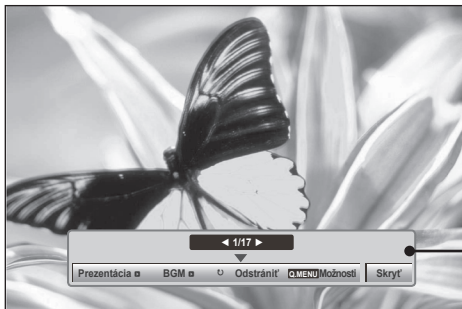 ◄ 1/17 ►
Prezentácia BGM ↻ Odstrániť Q.MENU Možnosti Skryť